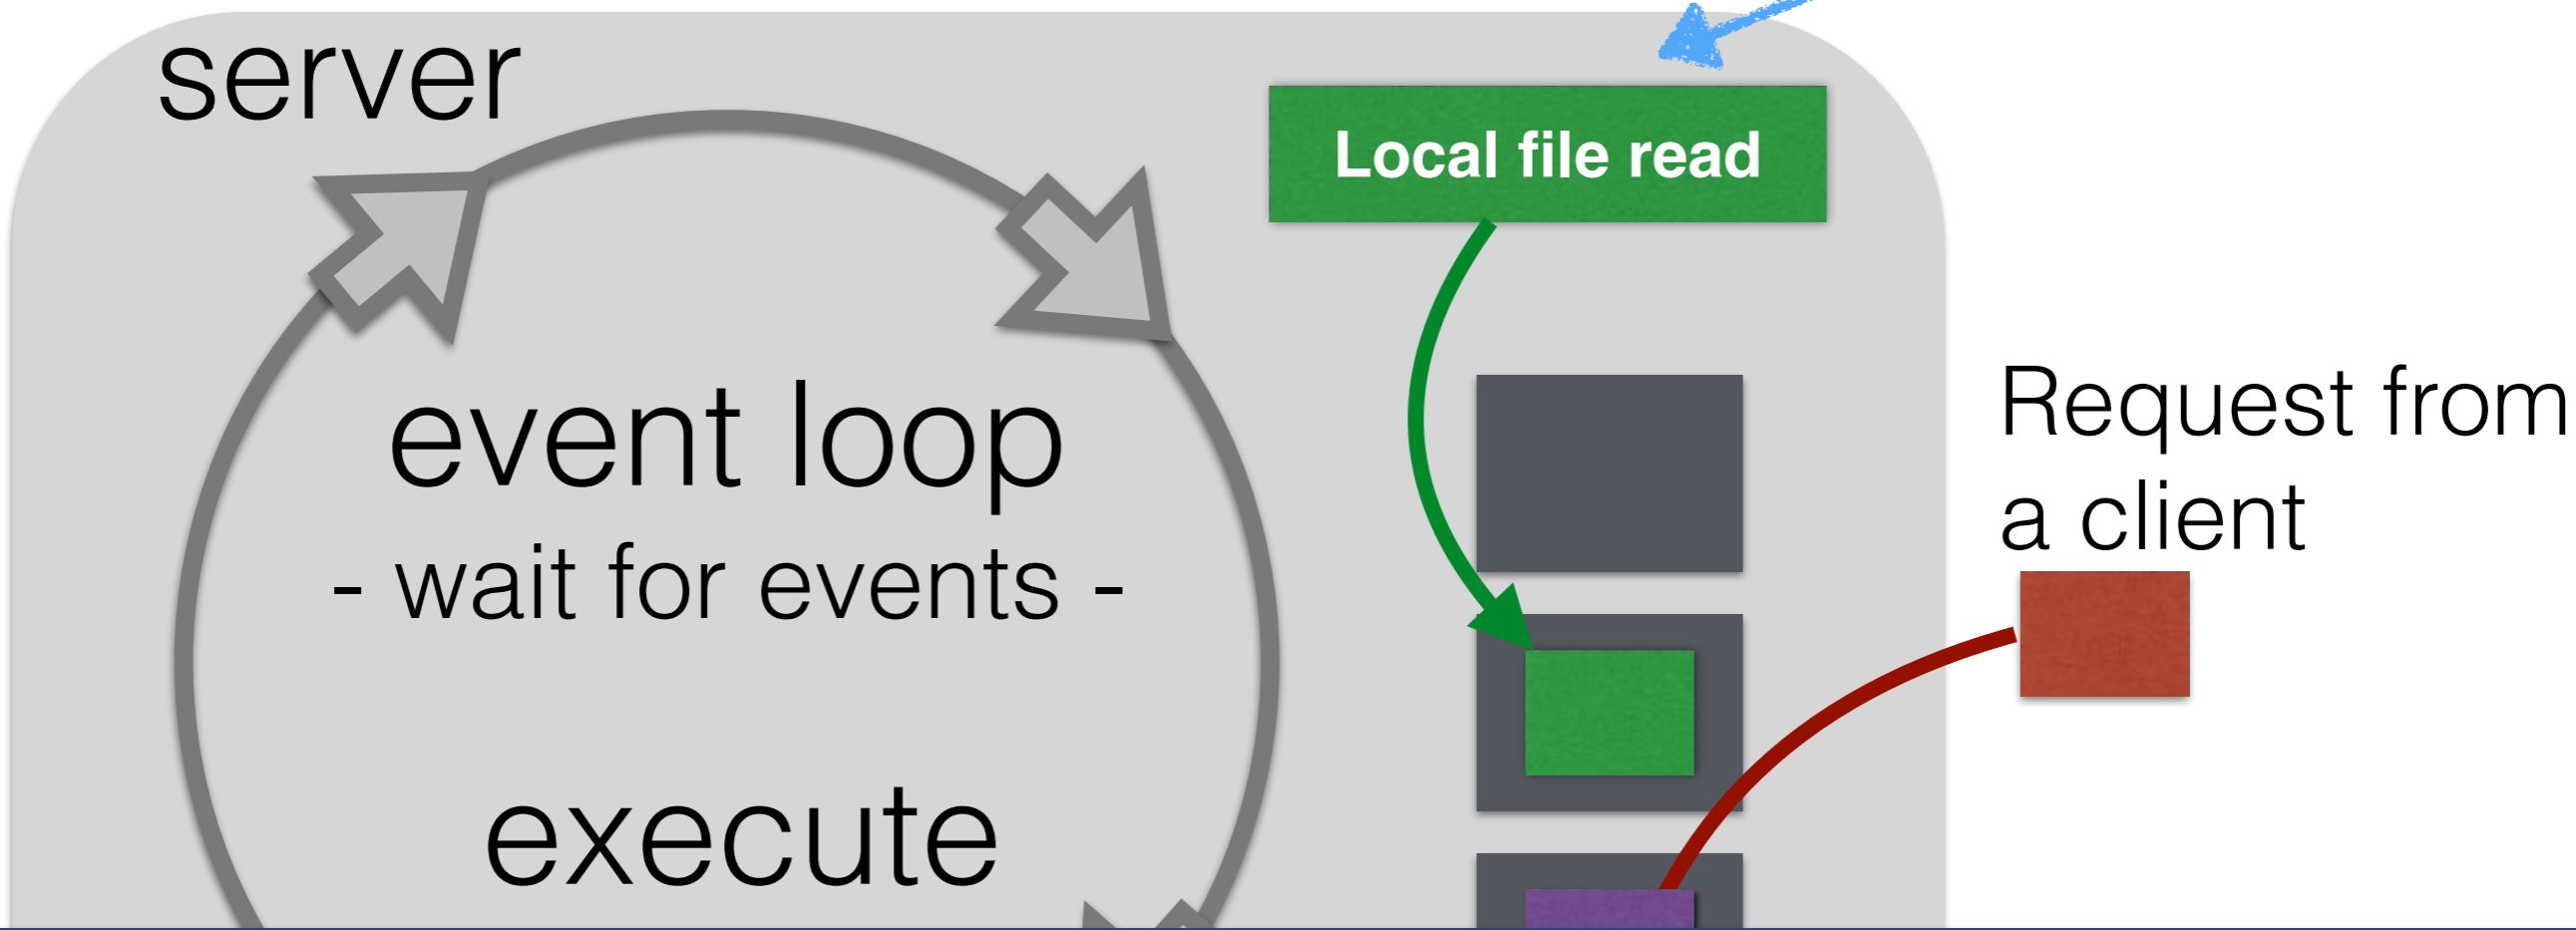 server
Local file read
event loop
- wait for events -
execute
Request from
a client